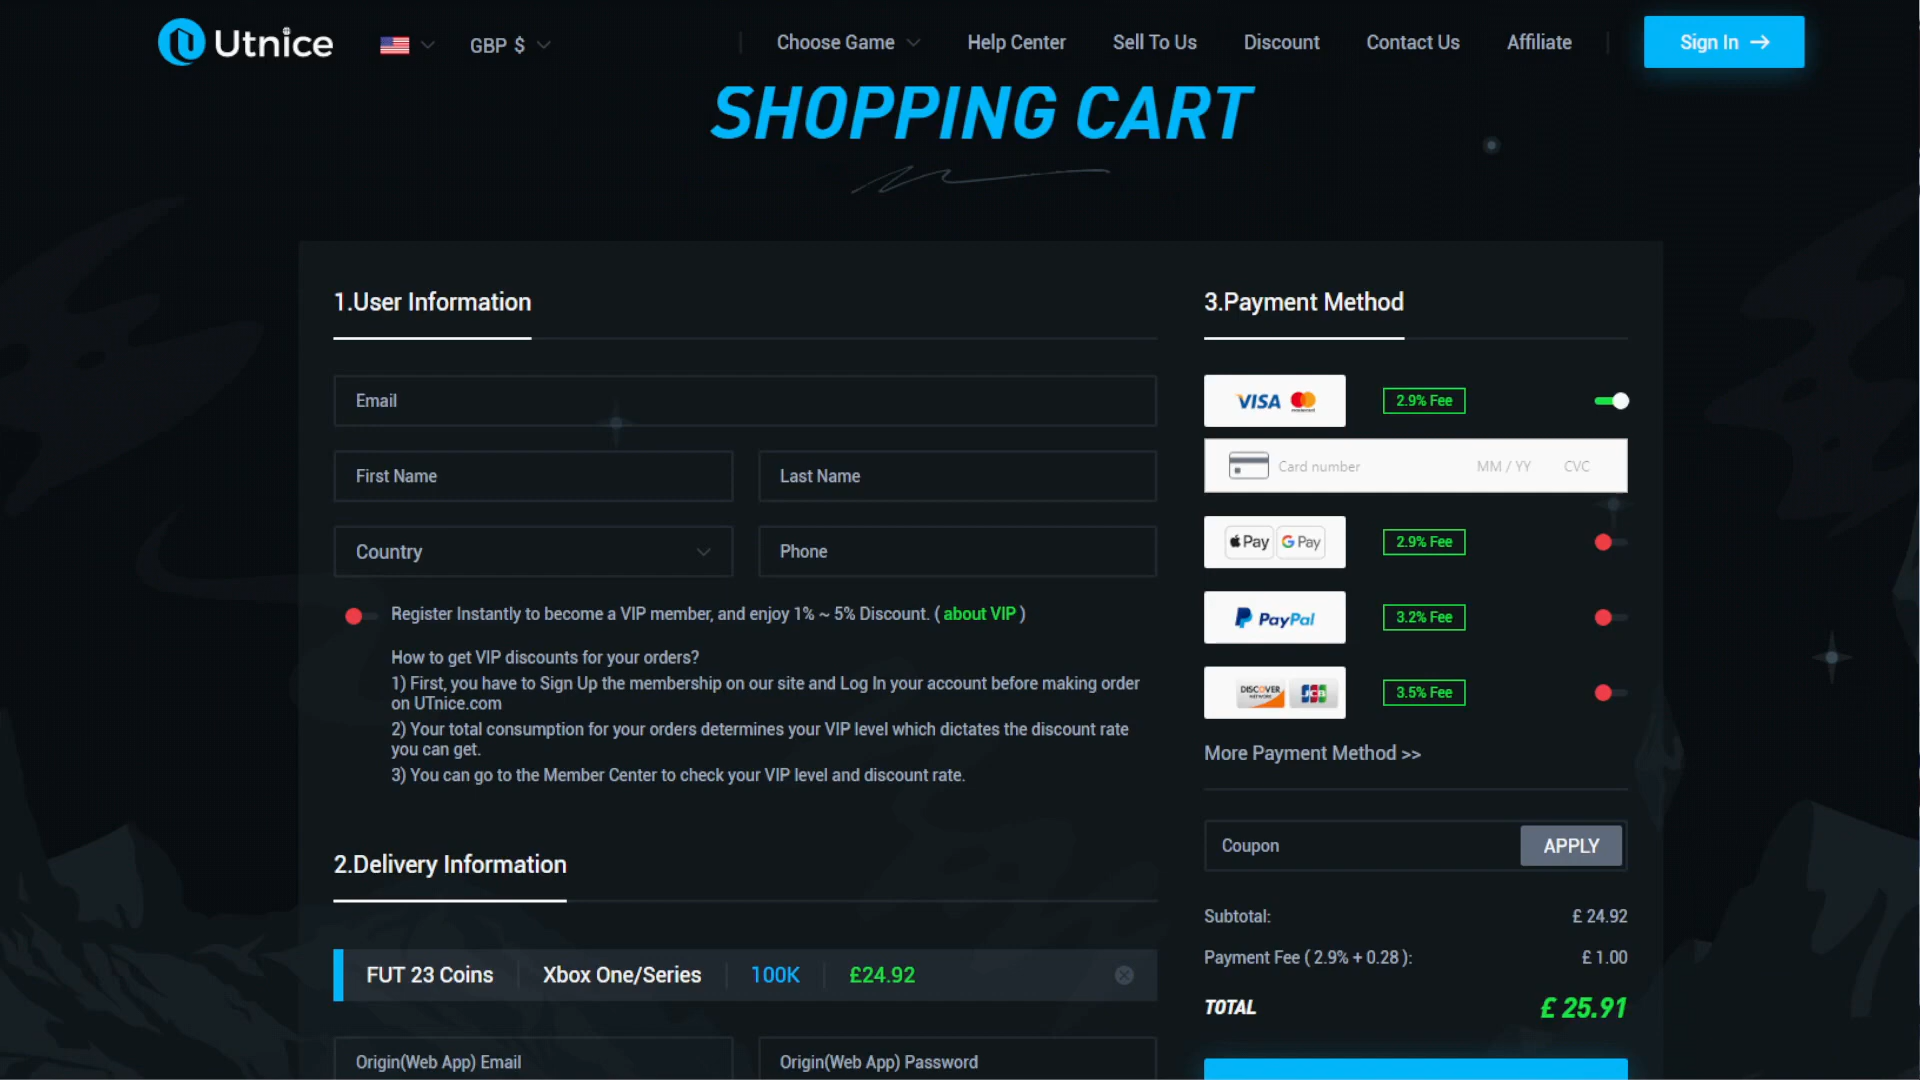 Utnice
GBP $
Choose Game
Help Center
Sell To Us
Discount
Contact Us
Affiliate
Sign In →
SHOPPING CART
1.User Information
Email
First Name
Last Name
Country
Phone
Register Instantly to become a VIP member, and enjoy 1% ~ 5% Discount. ( about VIP )
How to get VIP discounts for your orders?
1) First, you have to Sign Up the membership on our site and Log In your account before making order
on UTnice.com
2) Your total consumption for your orders determines your VIP level which dictates the discount rate
you can get.
3) You can go to the Member Center to check your VIP level and discount rate.
2.Delivery Information
FUT 23 Coins
Xbox One/Series
100K
£24.92
Origin(Web App) Email
Origin(Web App) Password
3.Payment Method
VISA
2.9% Fee
Card number
MM / YY
CVC
Pay
G Pay
2.9% Fee
PayPal
3.2% Fee
DISCOVER
NETWORK
JCB
3.5% Fee
More Payment Method >>
Coupon
APPLY
Subtotal:
£ 24.92
Payment Fee ( 2.9% + 0.28 ):
£ 1.00
TOTAL
£ 25.91